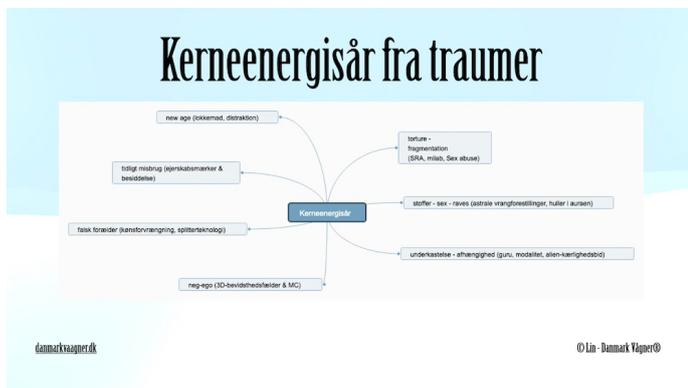 Kerneenergisår fra traumer
new age (lokkemad, distraktion)
tidligt misbrug (ejerskabsmærker &
besiddelse)
falsk forælder (kønsforvrængning, splitterteknologi)
neg-ego (3D-bevidsthedsfælder & MC)
Kerneenergisår
torture -
fragmentation
(SRA, milab, Sex abuse)
stoffer - sex - raves (astrale vrangforestillinger, huller i auraen)
underkastelse - afhængighed (guru, modalitet, alien-kærlighedsbid)
danmarkvaagner.dk
© Lin - Danmark Vågner®